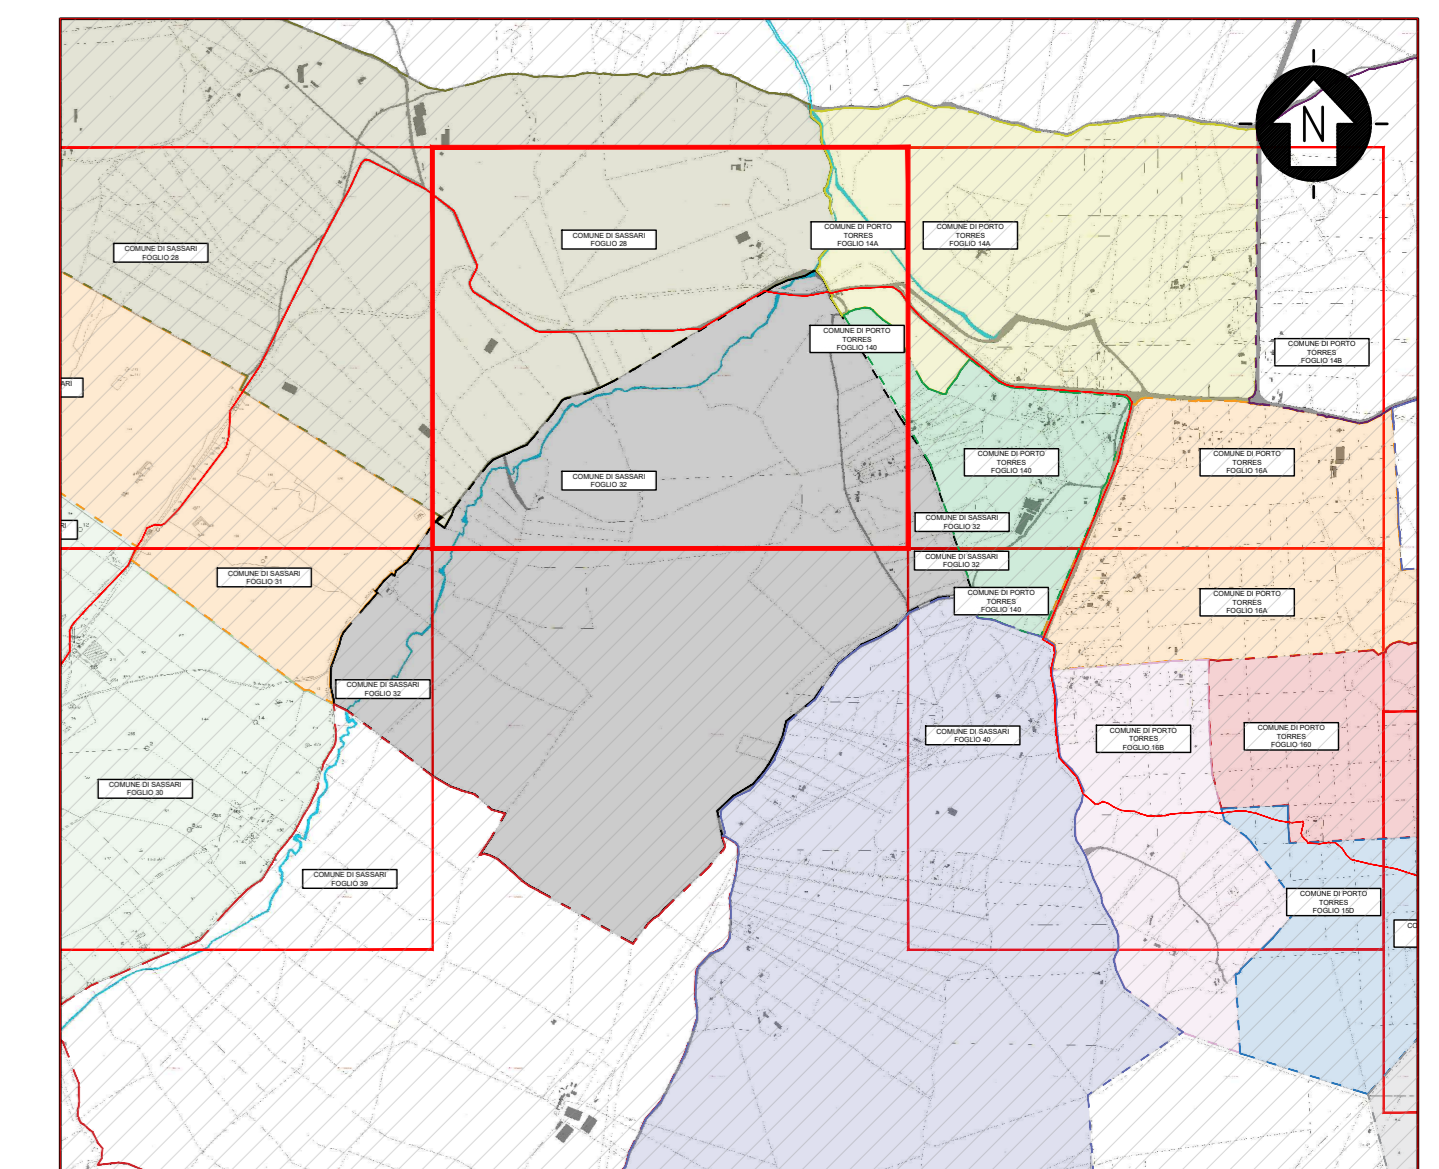 N
COMUNE DI SASSARI
FOGLIO 28
COMUNE DI SASSARI
FOGLIO 28
COMUNE DI PORTO
TORRES
FOGLIO 14A
COMUNE DI PORTO
TORRES
FOGLIO 14A
COMUNE DI PORTO
TORRES
FOGLIO 140
COMUNE DI PORTO
TORRES
FOGLIO 14B
COMUNE DI SASSARI
FOGLIO 32
COMUNE DI PORTO
TORRES
FOGLIO 140
COMUNE DI PORTO
TORRES
FOGLIO 16A
COMUNE DI SASSARI
FOGLIO 32
COMUNE DI SASSARI
FOGLIO 32
COMUNE DI SASSARI
FOGLIO 31
COMUNE DI PORTO
TORRES
FOGLIO 140
COMUNE DI PORTO
TORRES
FOGLIO 16A
COMUNE DI SASSARI
FOGLIO 32
COMUNE DI SASSARI
FOGLIO 40
COMUNE DI PORTO
TORRES
FOGLIO 16B
COMUNE DI PORTO
TORRES
FOGLIO 160
COMUNE DI SASSARI
FOGLIO 30
COMUNE DI SASSARI
FOGLIO 39
COMUNE DI PORTO
TORRES
FOGLIO 15D